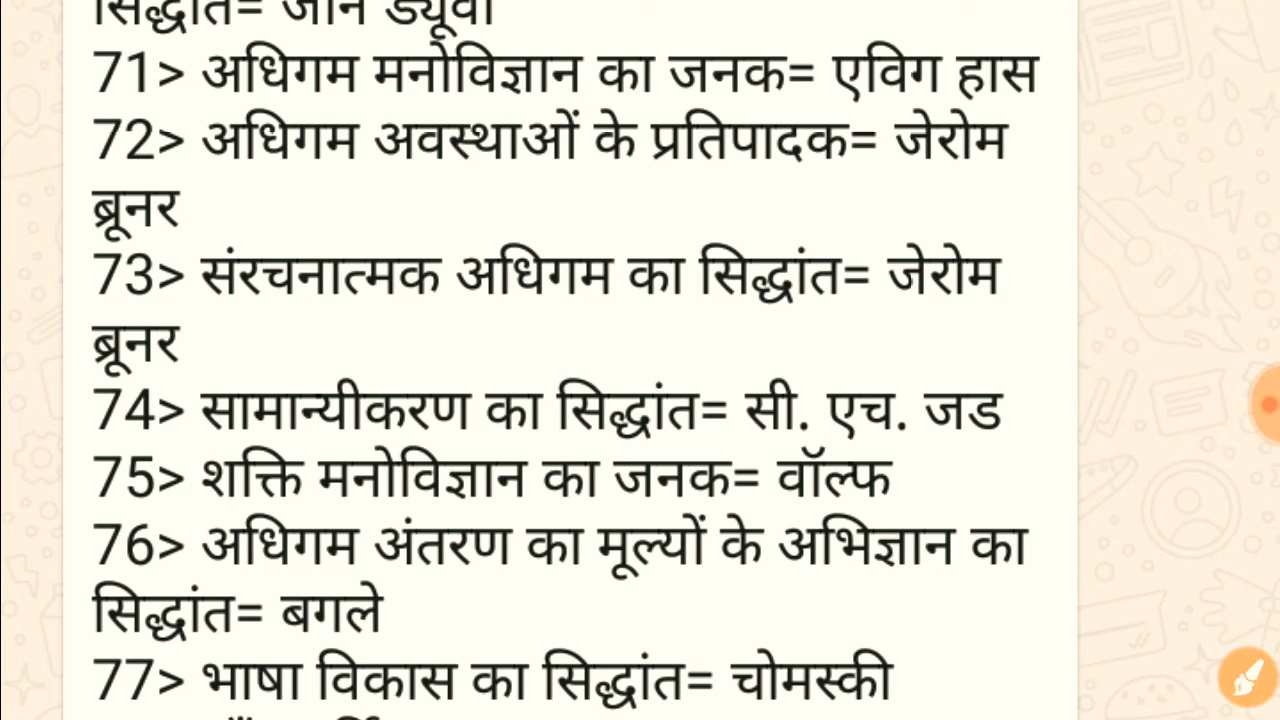 सिद्धांत= जॉन ड्यूवी
71> अधिगम मनोविज्ञान का जनक= एविग हास
72> अधिगम अवस्थाओं के प्रतिपादक= जेरोम
ब्रूनर
73> संरचनात्मक अधिगम का सिद्धांत= जेरोम
ब्रूनर
74> सामान्यीकरण का सिद्धांत= सी. एच. जड
75> शक्ति मनोविज्ञान का जनक= वॉल्फ
76> अधिगम अंतरण का मूल्यों के अभिज्ञान का
सिद्धांत= बगले
77> भाषा विकास का सिद्धांत= चोमस्की